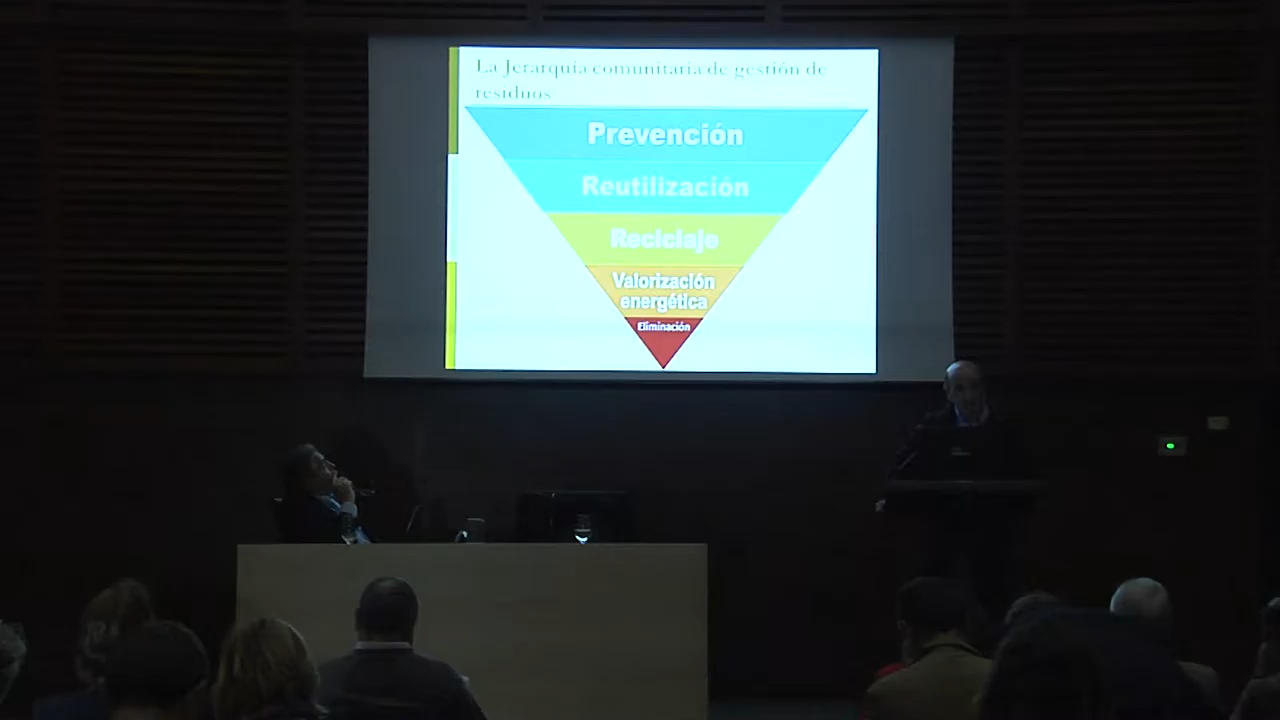 La Jerarquía comunitaria de gestión de
residuos
Prevención
Reutilización
Reciclaje
Valorización
energética
Eliminación